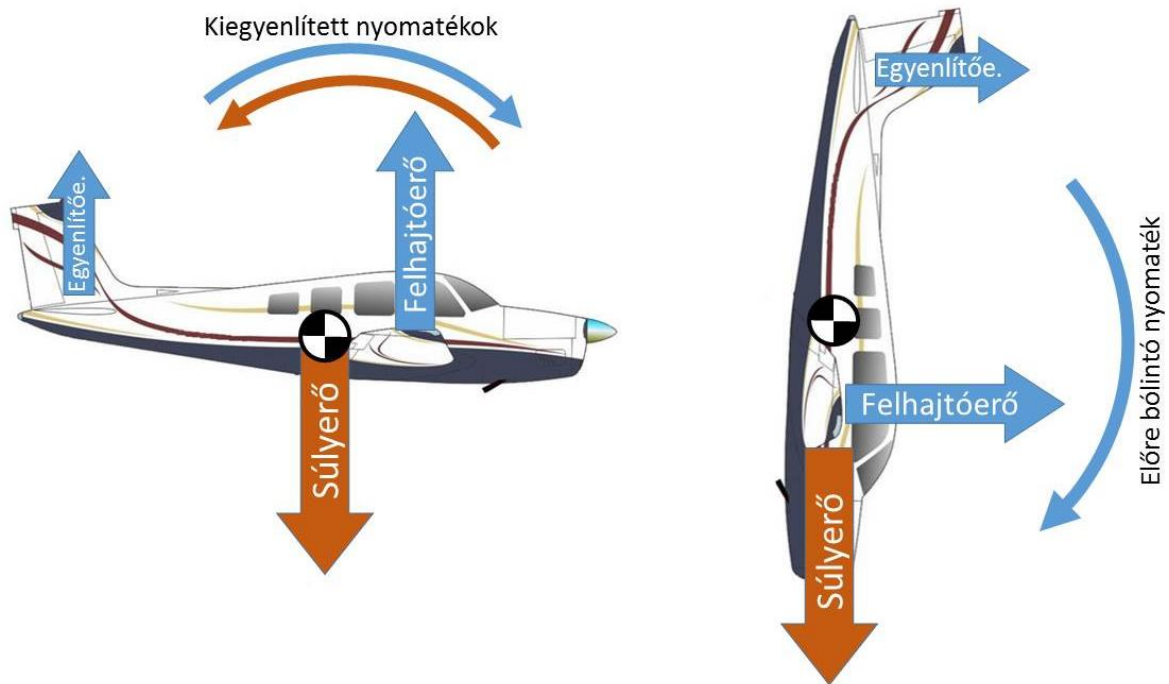 Kiegyenlített nyomatékok
Egyenlítőe.
Felhajtóerő
Súlyerő
Egyenlítőe.
Felhajtóerő
Súlyerő
Előre bólintó nyomaték